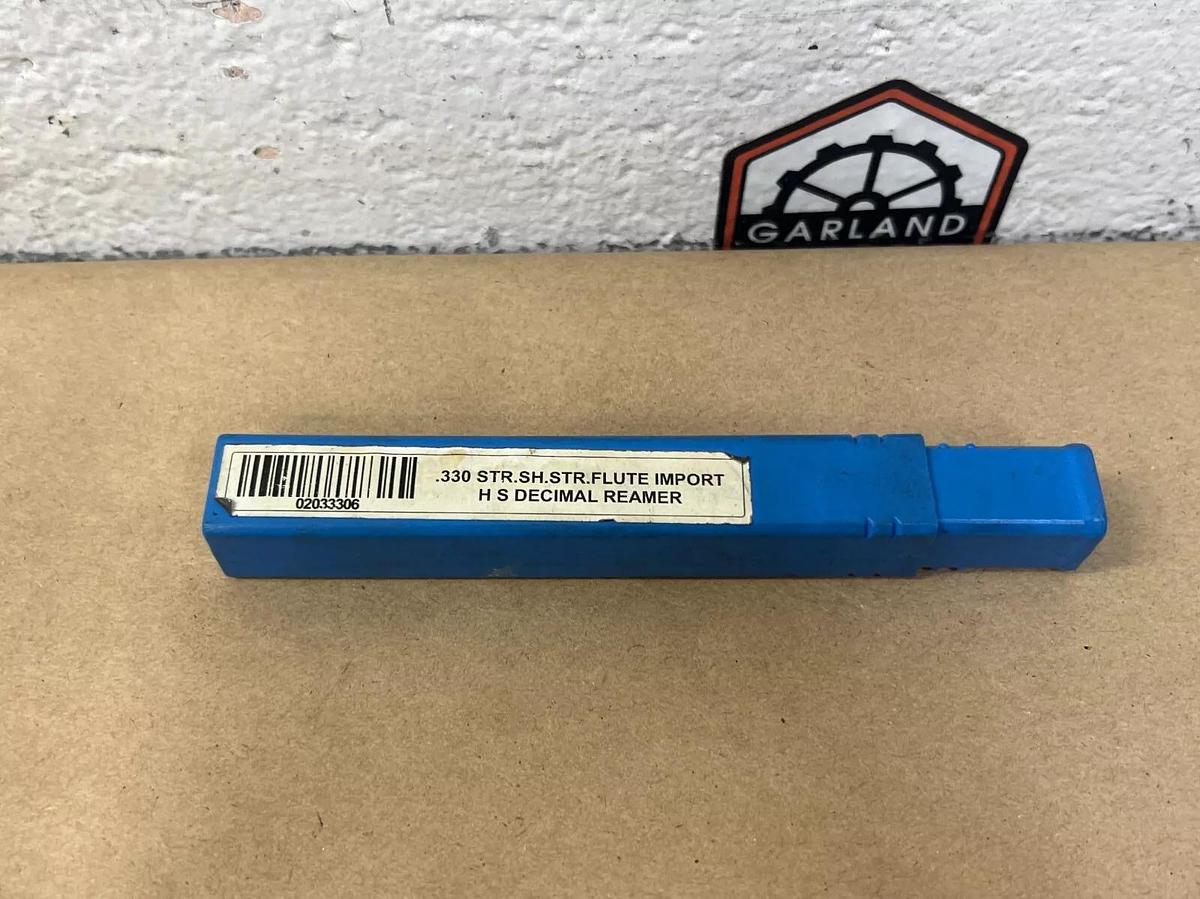 GARLAND
.330 STR.SH.STR.FLUTE IMPORT
H S DECIMAL REAMER
02033306